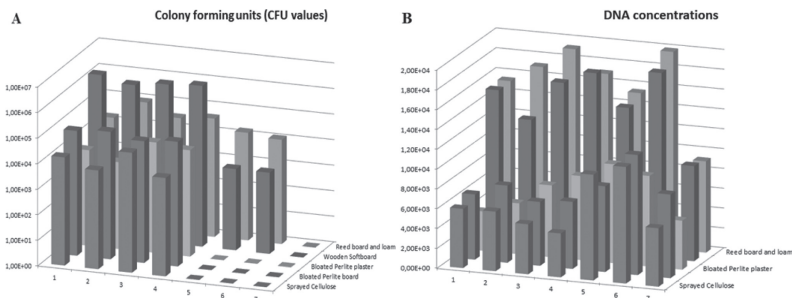 A
Colony forming units (CFU values)
1,00E+07
1,00E+06
1,00E+05
1,00E+04
1,00E+03
1,00E+02
1,00E+01
1,00E+00
1
2
3
4
5
6
7
Reed board and loam
Wooden Softboard
Bloated Perlite plaster
Bloated Perlite board
Sprayed Cellulose
B
DNA concentrations
2,00E+04
1,80E+04
1,60E+04
1,40E+04
1,20E+04
1,00E+04
8,00E+03
6,00E+03
4,00E+03
2,00E+03
0,00E+00
1
2
3
4
5
6
7
Reed board and loam
Bloated Perlite plaster
Sprayed Cellulose